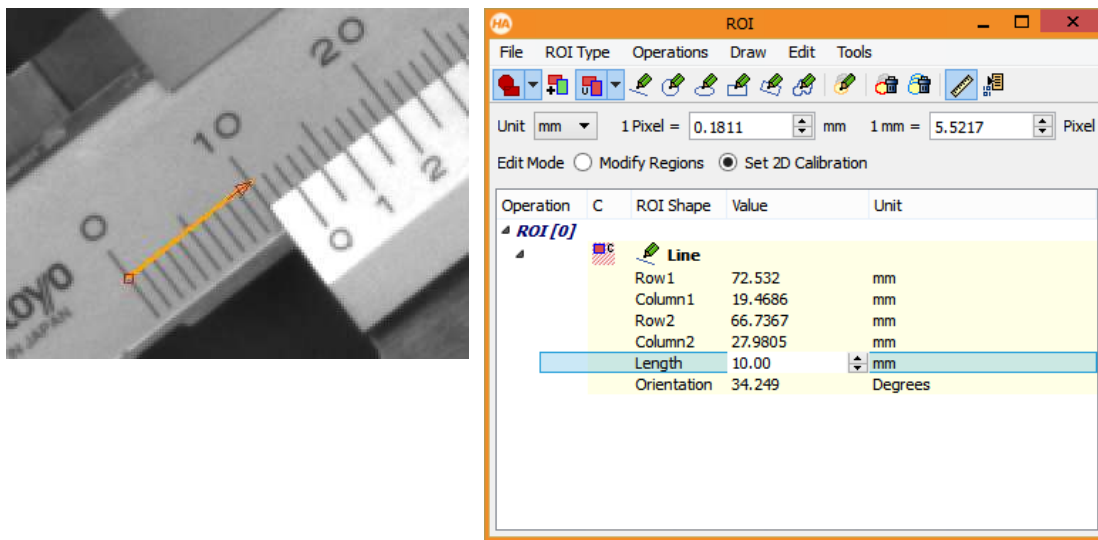 20
10
0
0 1 2
KOYO
IN JAPAN
HA ROI
File ROI Type Operations Draw Edit Tools
Unit mm 1 Pixel = 0.1811 mm 1 mm = 5.5217 Pixel
Edit Mode Modify Regions Set 2D Calibration
Operation C ROI Shape Value Unit
ROI [0]
C Line
Row1 72.532 mm
Column1 19.4686 mm
Row2 66.7367 mm
Column2 27.9805 mm
Length 10.00 mm
Orientation 34.249 Degrees